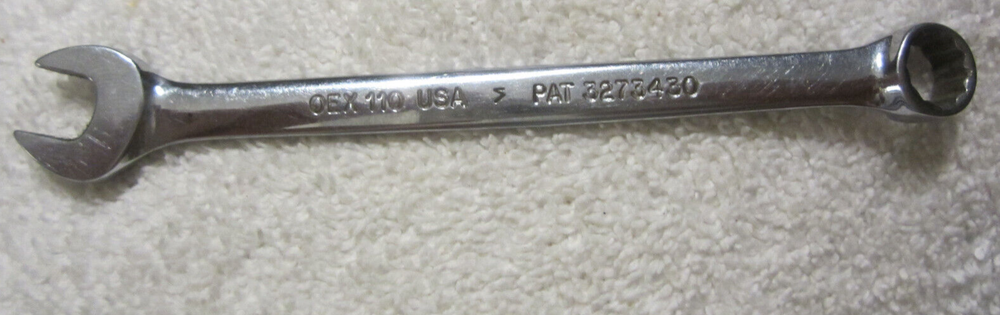 OEX 110 USA PAT 3273430